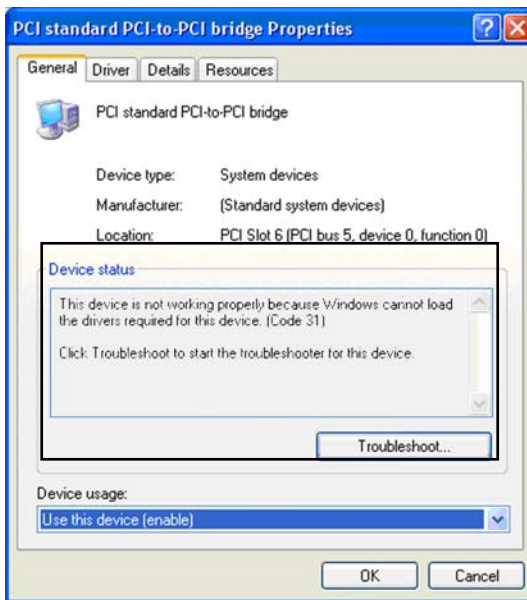 PCI standard PCI-to-PCI bridge Properties
General Driver Details Resources
PCI standard PCI-to-PCI bridge
Device type: System devices
Manufacturer: (Standard system devices)
Location: PCI Slot 6 (PCI bus 5, device 0, function 0)
Device status
This device is not working properly because Windows cannot load
the drivers required for this device. (Code 31)
Click Troubleshoot to start the troubleshooter for this device.
Troubleshoot...
Device usage:
Use this device (enable)
OK Cancel